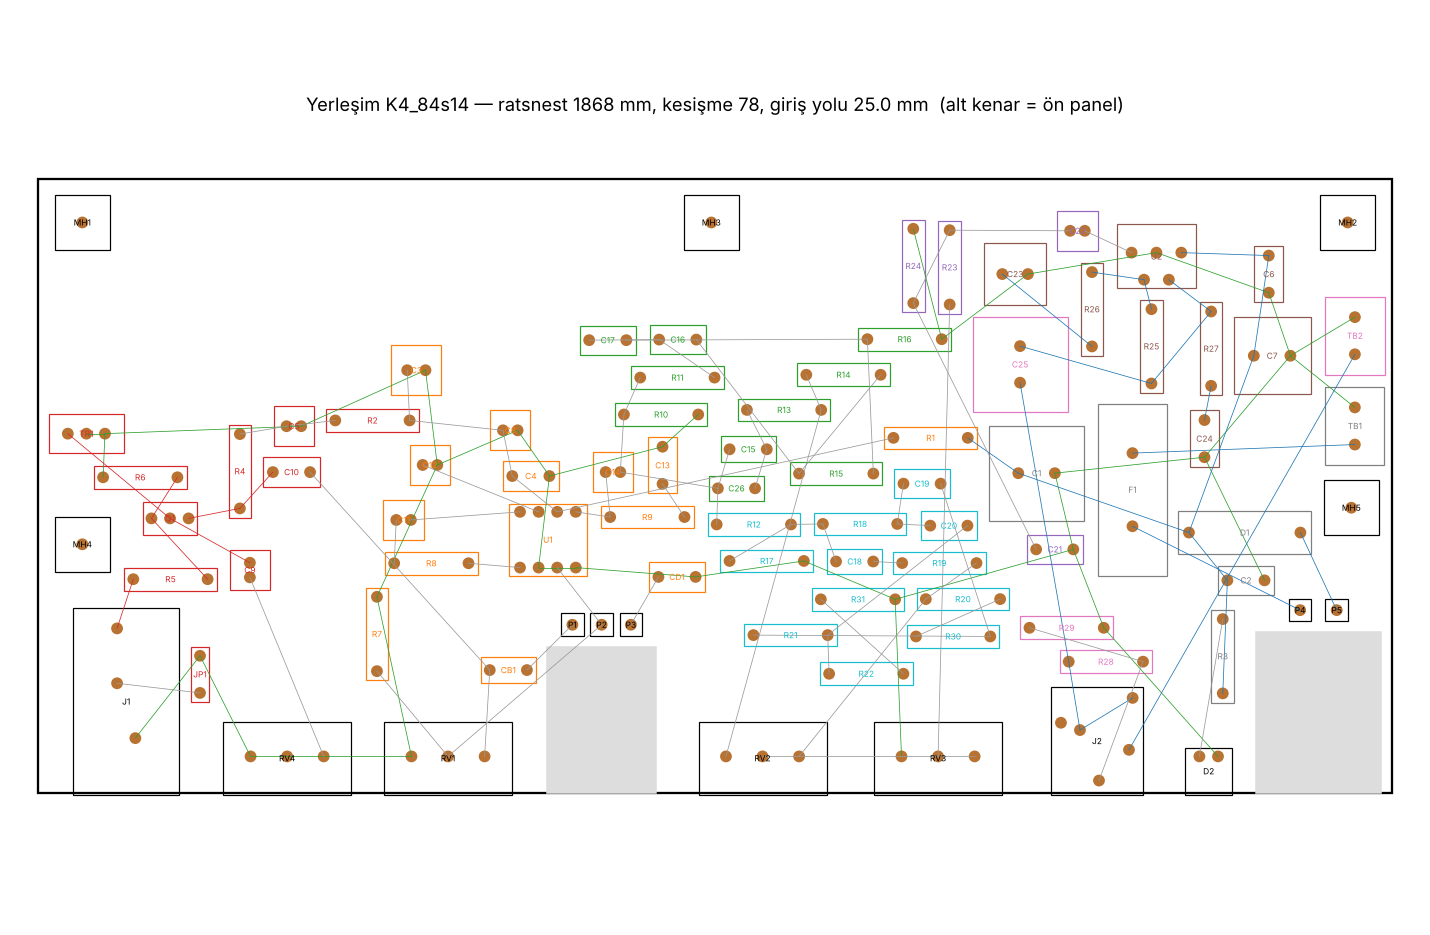 Yerleşim K4_84s14 — ratsnest 1868 mm, kesişme 78, giriş yolu 25.0 mm (alt kenar = ön panel)
MH1
MH3
MH2
R24
R23
C23
C6
R26
TB2
C17
C16
R16
R25
R27
C7
C25
R11
R14
R10
R13
R2
TB1
R1
C24
R6
R4
C10
C4
C13
C15
R15
C1
C26
C19
F1
MH5
R9
R12
R18
C20
D1
MH4
U1
C21
R8
R17
C18
R19
R5
CD1
C2
R31
R20
P4
P5
P1
P2
P3
R7
R21
R30
R29
R3
R28
JP1
CB1
R22
J1
J2
RV4
RV1
RV2
RV3
D2